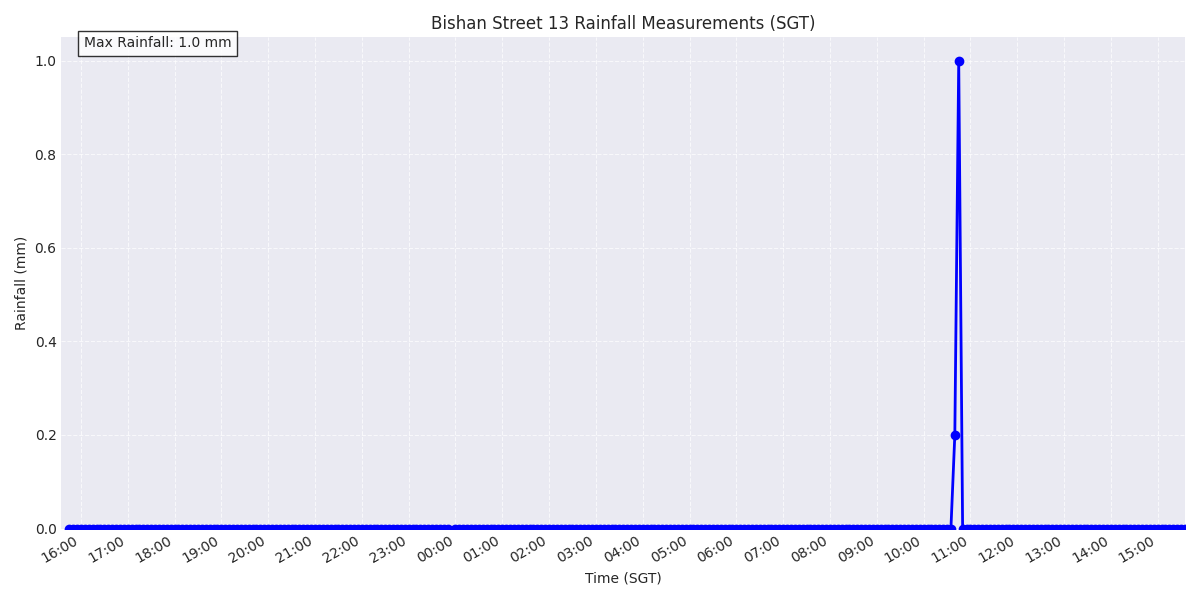 Bishan Street 13 Rainfall Measurements (SGT)
Max Rainfall: 1.0 mm
1.0
0.8
0.6
0.4
0.2
0.0
Rainfall (mm)
16:00 17:00 18:00 19:00 20:00 21:00 22:00 23:00 00:00 01:00 02:00 03:00 04:00 05:00 06:00 07:00 08:00 09:00 10:00 11:00 12:00 13:00 14:00 15:00
Time (SGT)